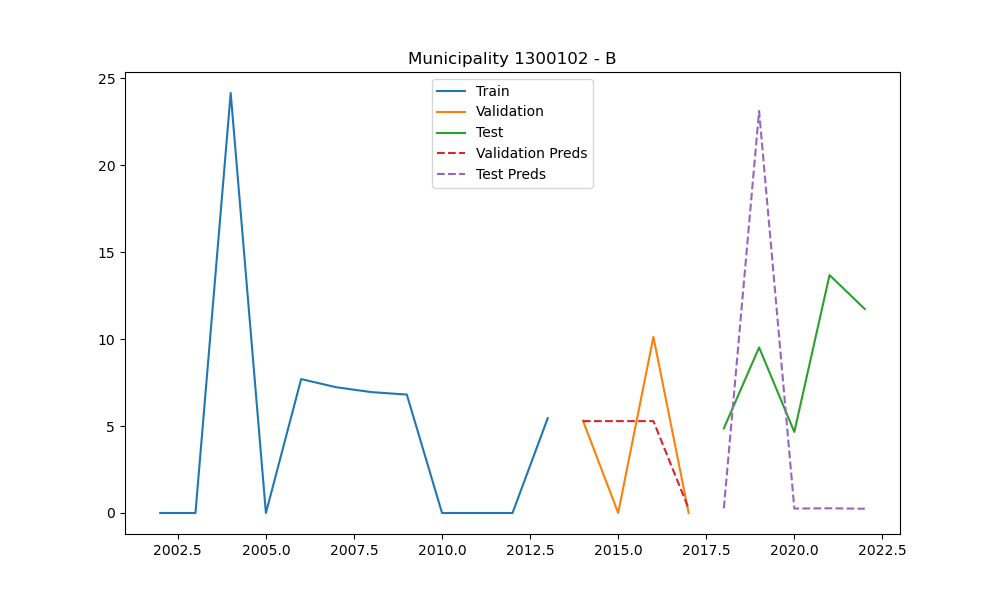 Municipality 1300102 - B
25
20
15
10
5
0
Train
Validation
Test
Validation Preds
Test Preds
2002.5 2005.0 2007.5 2010.0 2012.5 2015.0 2017.5 2020.0 2022.5